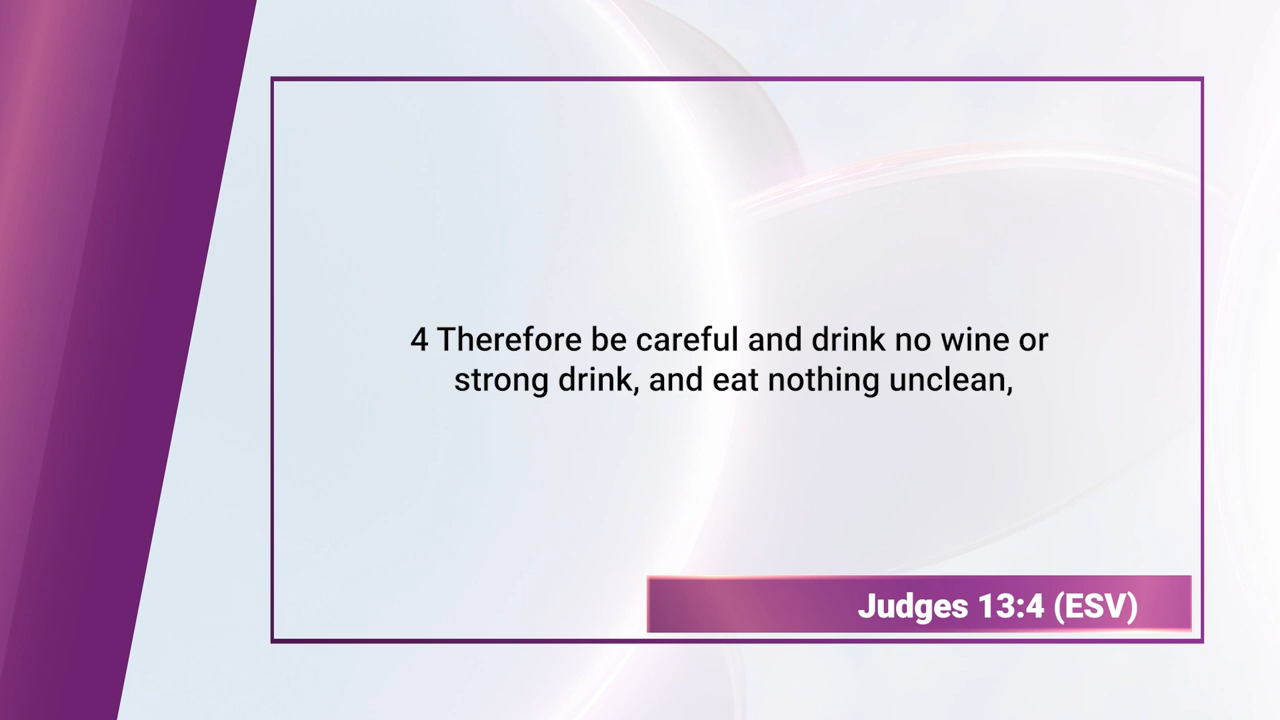 4 Therefore be careful and drink no wine or
strong drink, and eat nothing unclean,
Judges 13:4 (ESV)